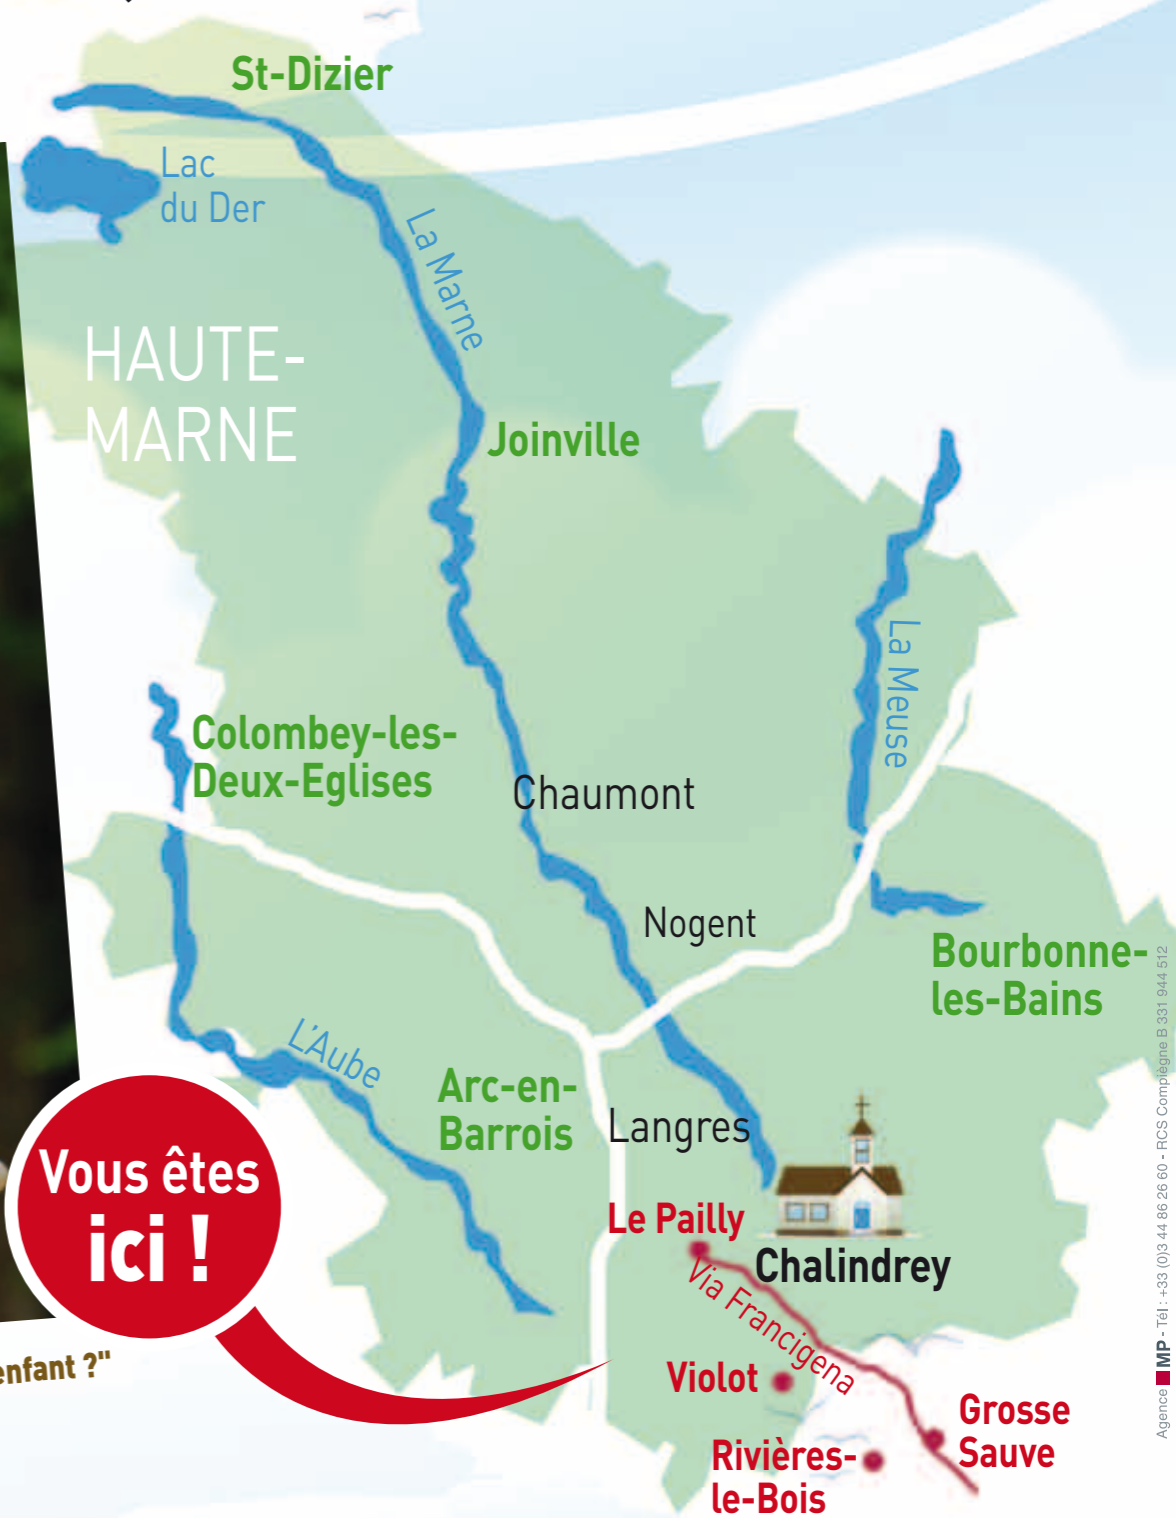 St-Dizier
Lac
du Der
La Marne
HAUTE-
MARNE
Joinville
La Meuse
Colombey-les-
Deux-Eglises
Chaumont
Nogent
Bourbonne-
les-Bains
L'Aube
Arc-en-
Barrois
Langres
Vous êtes
ici !
Le Pailly
Chalindrey
Via Francigena
enfant ?"
Violot
Grosse
Sauve
Rivières-
le-Bois
Agence MP - Tél : +33 (0)3 44 86 26 60 - RCS Compiègne B 331 944 512